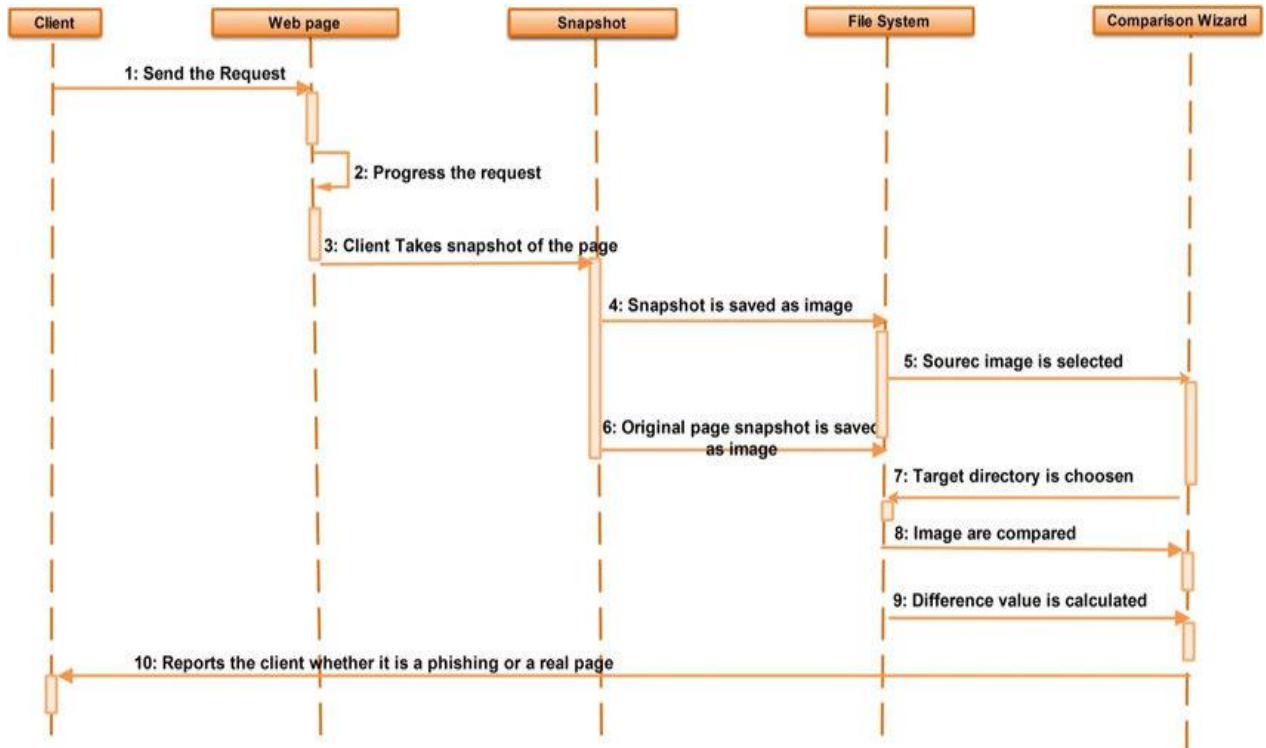 Client
Web page
Snapshot
File System
Comparison Wizard
1: Send the Request
2: Progress the request
3: Client Takes snapshot of the page
4: Snapshot is saved as image
5: Sourec image is selected
6: Original page snapshot is saved
as image
7: Target directory is choosen
8: Image are compared
9: Difference value is calculated
10: Reports the client whether it is a phishing or a real page